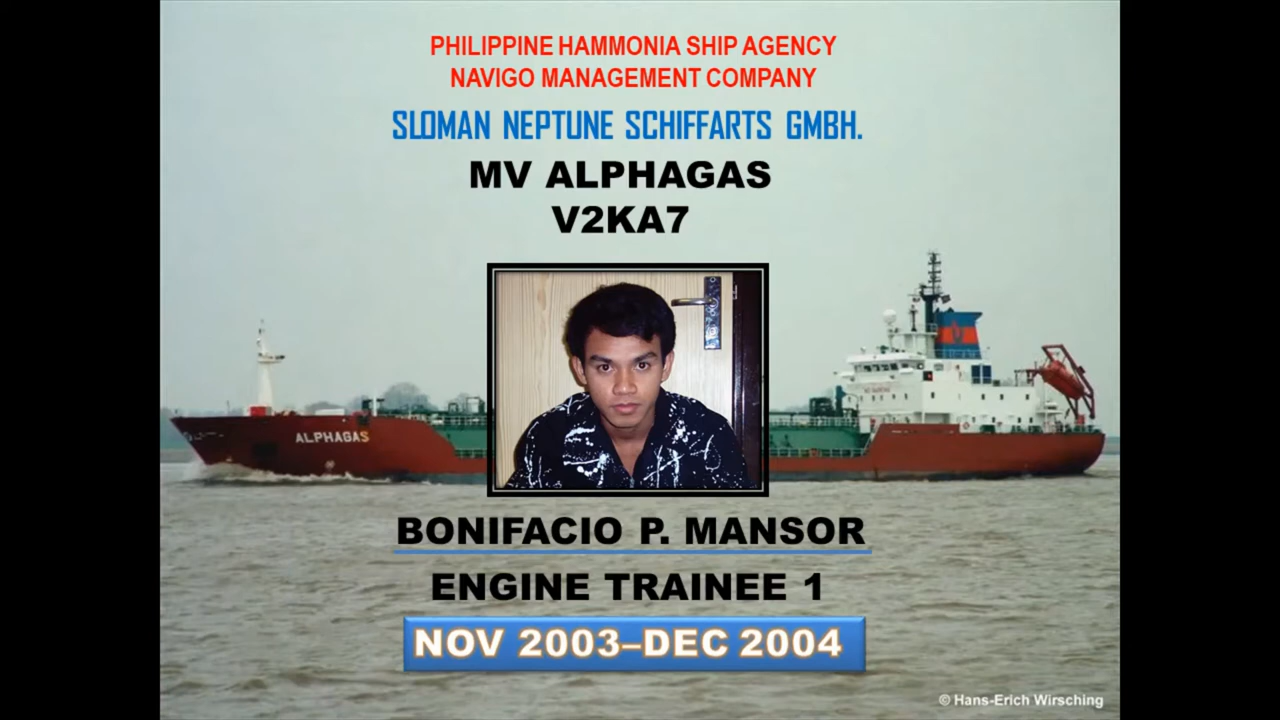 PHILIPPINE HAMMONIA SHIP AGENCY
NAVIGO MANAGEMENT COMPANY
SLOMAN NEPTUNE SCHIFFARTS GMBH.
MV ALPHAGAS
V2KA7
ALPHAGAS
BONIFACIO P. MANSOR
ENGINE TRAINEE 1
NOV 2003–DEC 2004
© Hans-Erich Wirsching